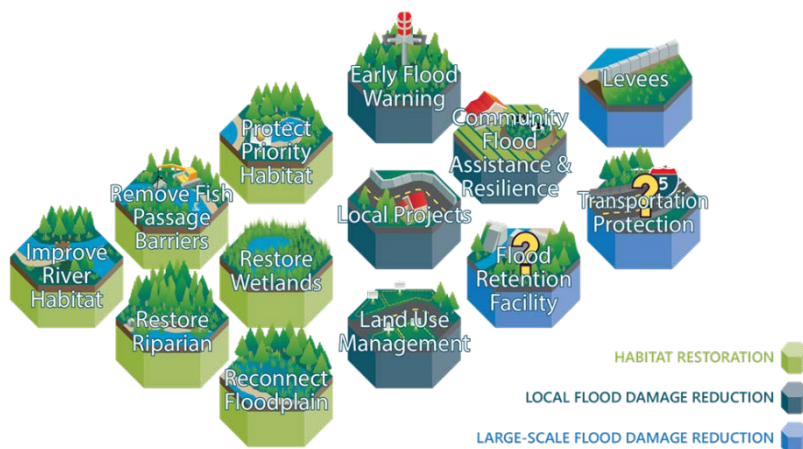 Early Flood
Warning
Levees
Community
Flood
Assistance &
Resilience
Protect
Priority
Habitat
Remove Fish
Passage
Barriers
Local Projects
?
5
Transportation
Protection
Improve
River
Habitat
Restore
Wetlands
?
Flood
Retention
Facility
Restore
Riparian
Land Use
Management
Reconnect
Floodplain
HABITAT RESTORATION
LOCAL FLOOD DAMAGE REDUCTION
LARGE-SCALE FLOOD DAMAGE REDUCTION